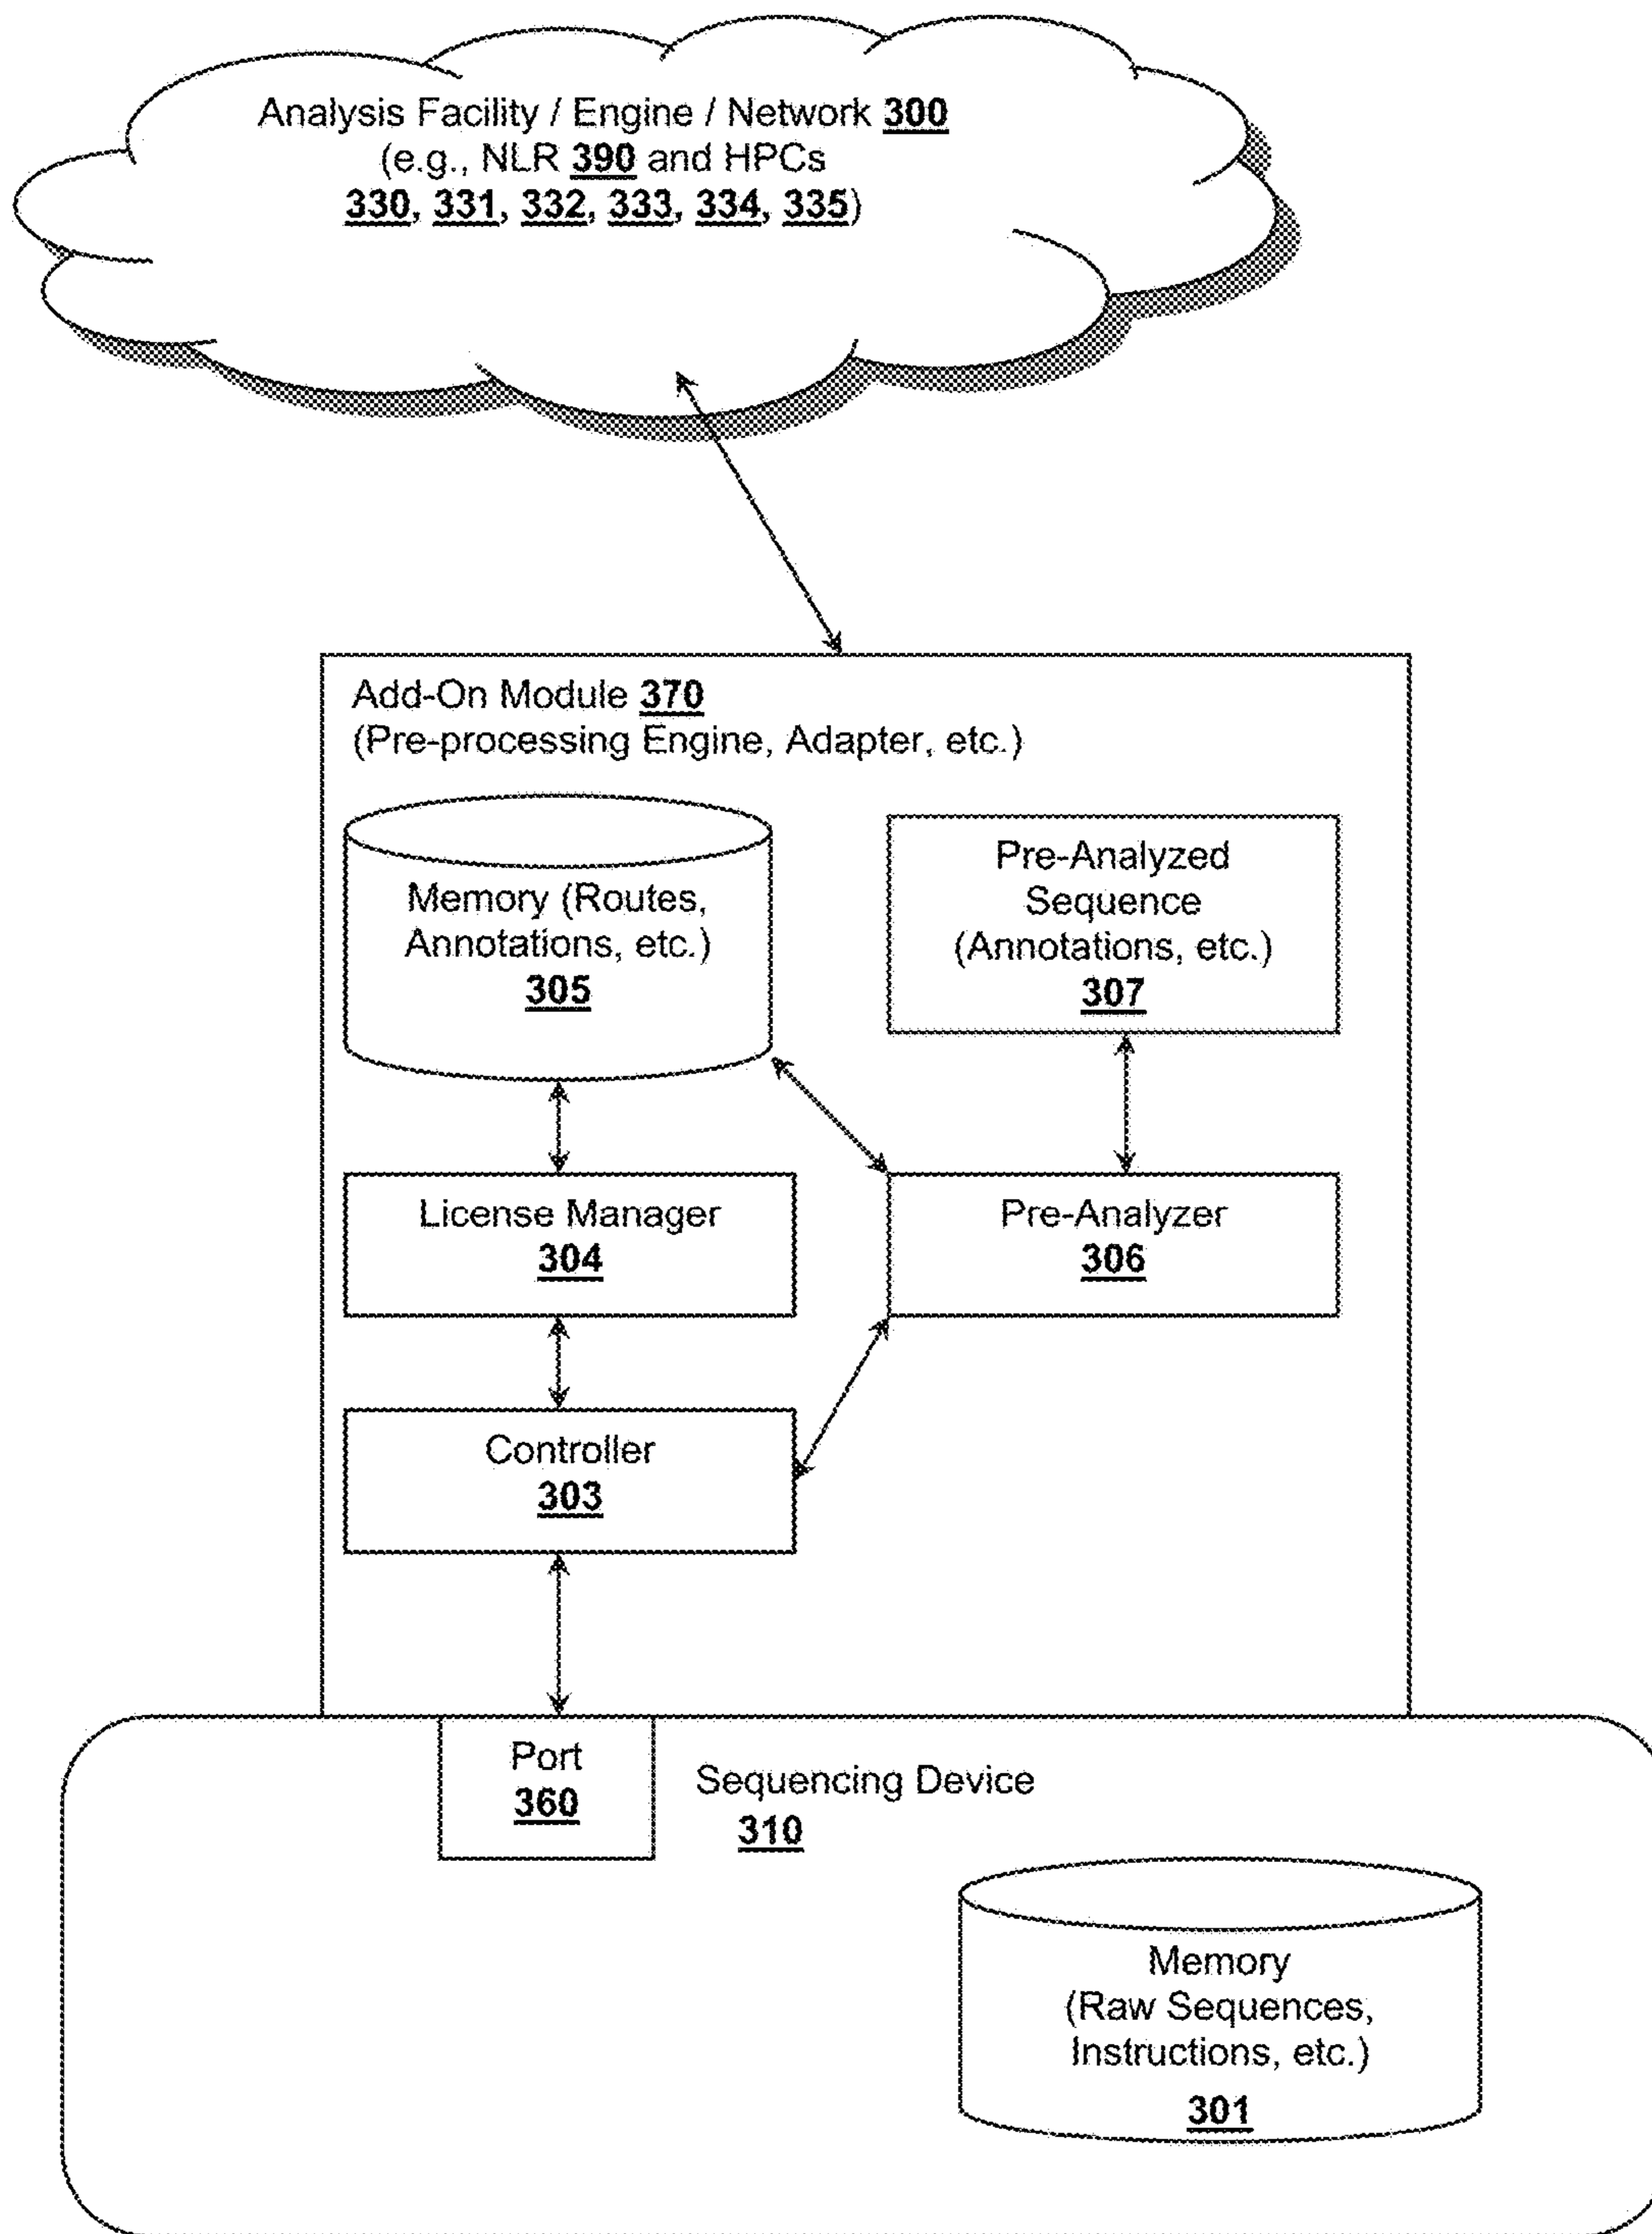 Analysis Facility / Engine / Network 300
(e.g., NLR 390 and HPCs
330, 331, 332, 333, 334, 335)
Add-On Module 370
(Pre-processing Engine, Adapter, etc.)
Memory (Routes,
Annotations, etc.)
305
Pre-Analyzed
Sequence
(Annotations, etc.)
307
License Manager
304
Pre-Analyzer
306
Controller
303
Port
360
Sequencing Device
310
Memory
(Raw Sequences,
Instructions, etc.)
301